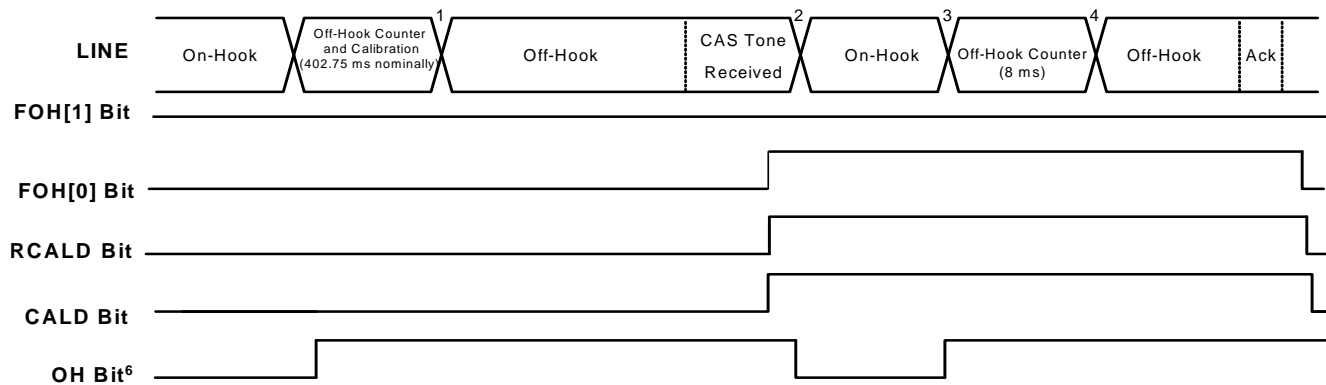 1 2 3 4
LINE
On-Hook
Off-Hook Counter
and Calibration
(402.75 ms nominally)
Off-Hook
CAS Tone
Received
On-Hook
Off-Hook Counter
(8 ms)
Off-Hook
Ack
FOH[1] Bit
FOH[0] Bit
RCALD Bit
CALD Bit
OH Bit⁶